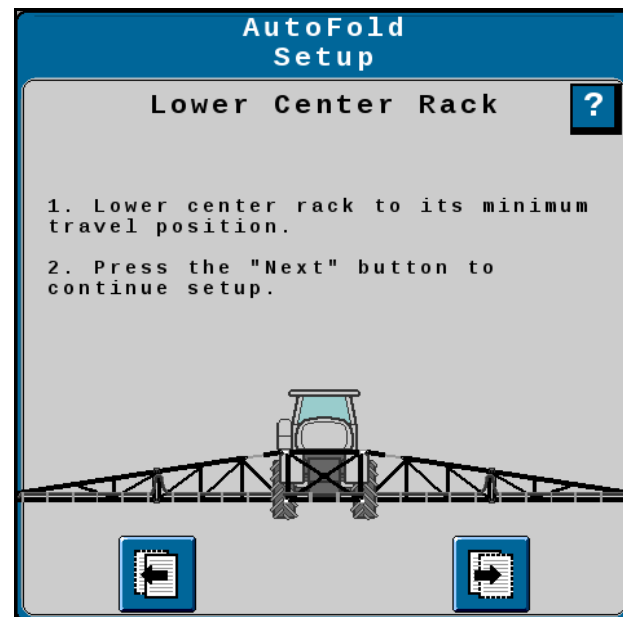 AutoFold
Setup
Lower Center Rack
?
1. Lower center rack to its minimum
travel position.
2. Press the "Next" button to
continue setup.